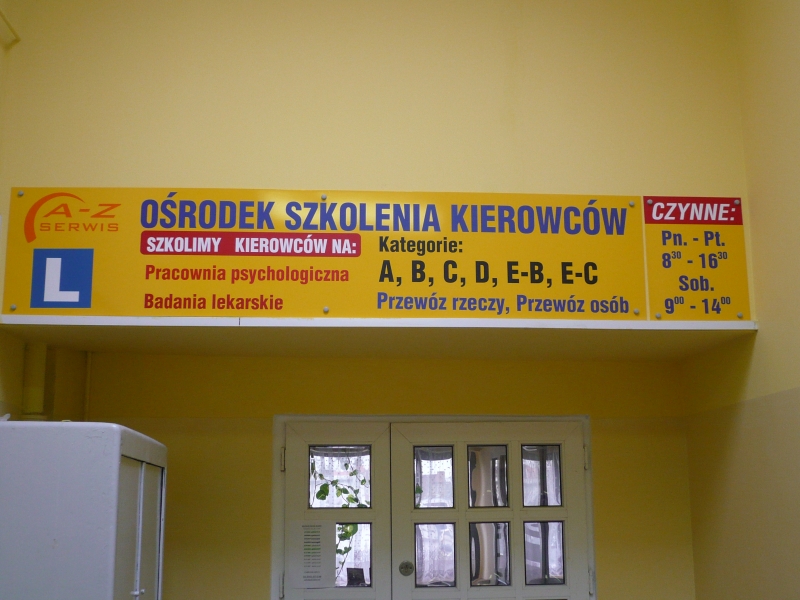 A-Z
SERWIS
L
OŚRODEK SZKOLENIA KIEROWCÓW
SZKOLIMY KIEROWCÓW NA:
Pracownia psychologiczna
Badania lekarskie
Kategorie:
A, B, C, D, E-B, E-C
Przewóz rzeczy, Przewóz osób
CZYNNE:
Pn. - Pt.
8³⁰ - 16³⁰
Sob.
9⁰⁰ - 14⁰⁰